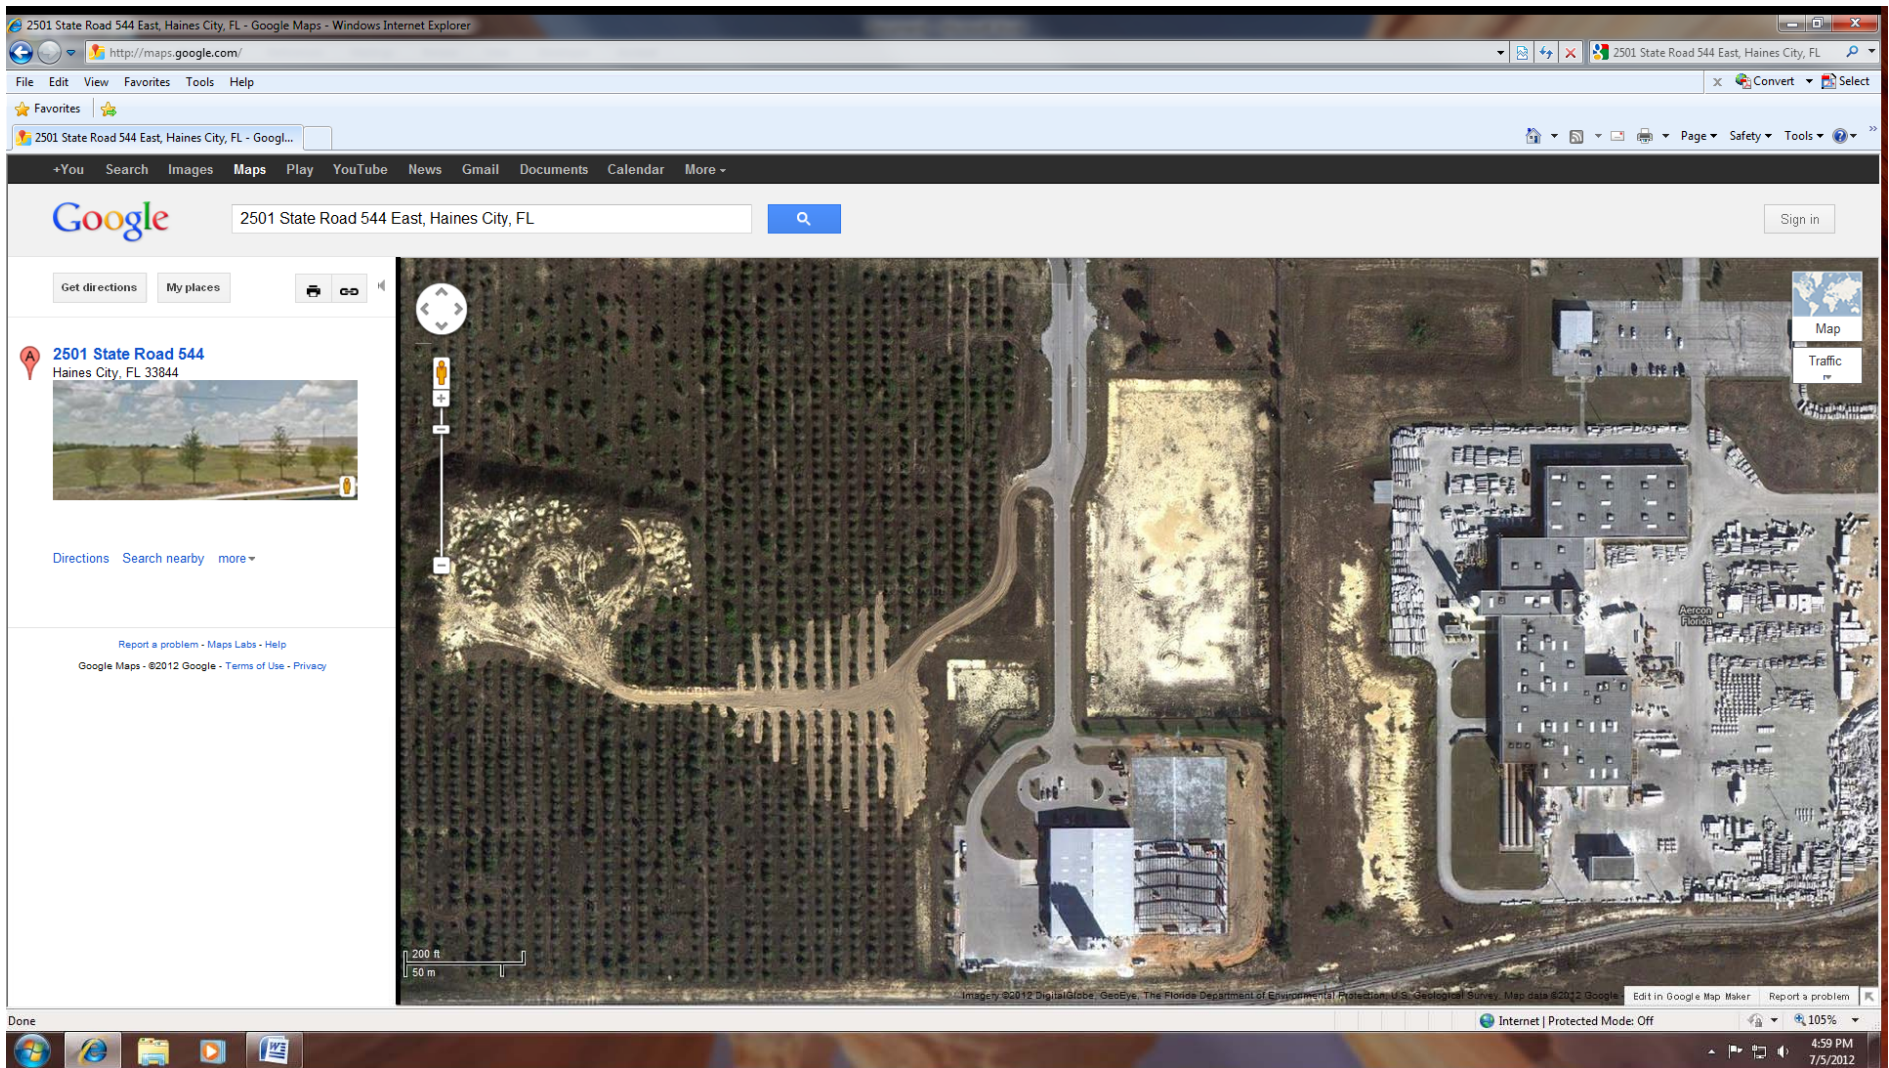 2501 State Road 544 East, Haines City, FL - Google Maps - Windows Internet Explorer
http://maps.google.com/
2501 State Road 544 East, Haines City, FL
File Edit View Favorites Tools Help
x Convert Select
Favorites
2501 State Road 544 East, Haines City, FL - Googl...
Page Safety Tools
+You Search Images Maps Play YouTube News Gmail Documents Calendar More
Google
2501 State Road 544 East, Haines City, FL
Sign in
Get directions My places
A
2501 State Road 544
Haines City, FL 33844
Directions Search nearby more
Report a problem - Maps Labs - Help
Google Maps - ©2012 Google - Terms of Use - Privacy
Map
Traffic
Aercon
Florida
200 ft
50 m
Imagery ©2012 DigitalGlobe, GeoEye, The Florida Department of Environmental Protection, U.S. Geological Survey, Map data ©2012 Google -
Edit in Google Map Maker Report a problem
Done
Internet | Protected Mode: Off
105%
4:59 PM
7/5/2012